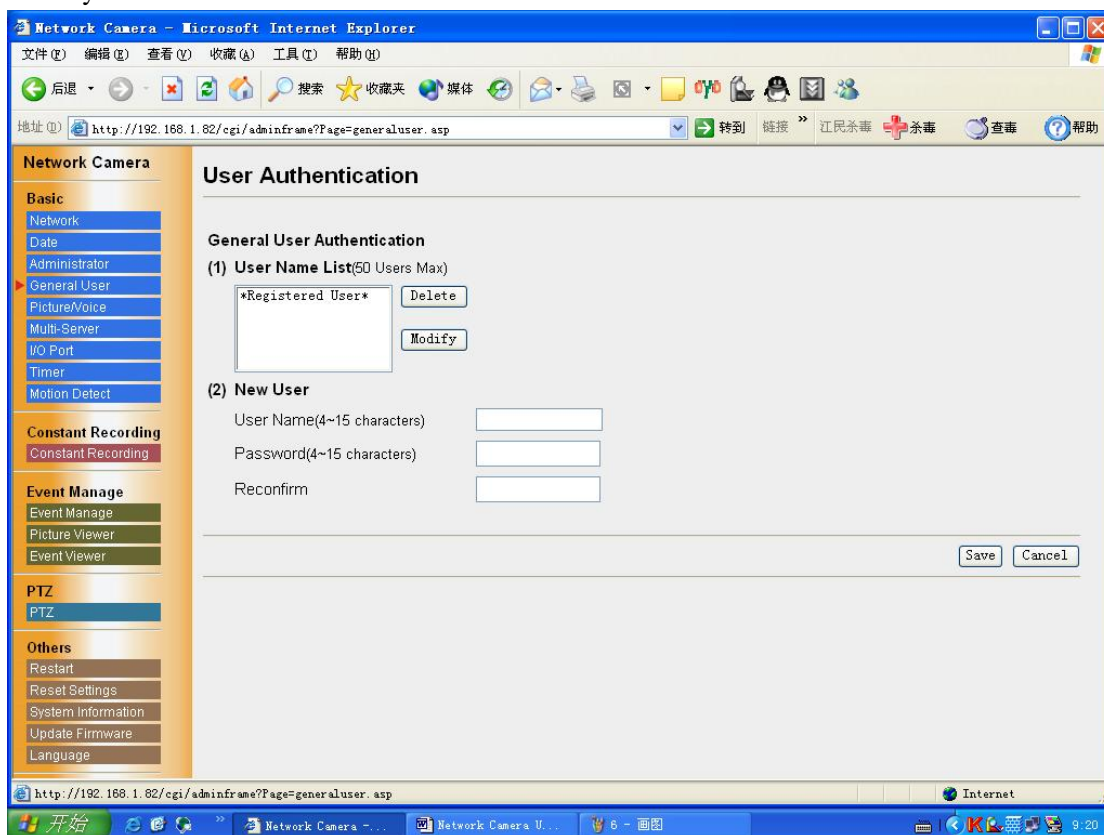 Network Camera - Microsoft Internet Explorer
文件(F) 编辑(E) 查看(V) 收藏(A) 工具(T) 帮助(H)
后退 搜索 收藏夹 媒体
地址(D) http://192.168.1.82/cgi/adminframe?Page=generaluser.asp 转到 链接 » 江民杀毒 杀毒 查毒 帮助
Network Camera
Basic
Network
Date
Administrator
General User
Picture/Voice
Multi-Server
I/O Port
Timer
Motion Detect
Constant Recording
Constant Recording
Event Manage
Event Manage
Picture Viewer
Event Viewer
PTZ
PTZ
Others
Restart
Reset Settings
System Information
Update Firmware
Language
User Authentication
General User Authentication
(1) User Name List(50 Users Max)
*Registered User*
Delete
Modify
(2) New User
User Name(4~15 characters)
Password(4~15 characters)
Reconfirm
Save Cancel
http://192.168.1.82/cgi/adminframe?Page=generaluser.asp Internet
开始 » Network Camera -... Network Camera U... 6 - 画图 9:20